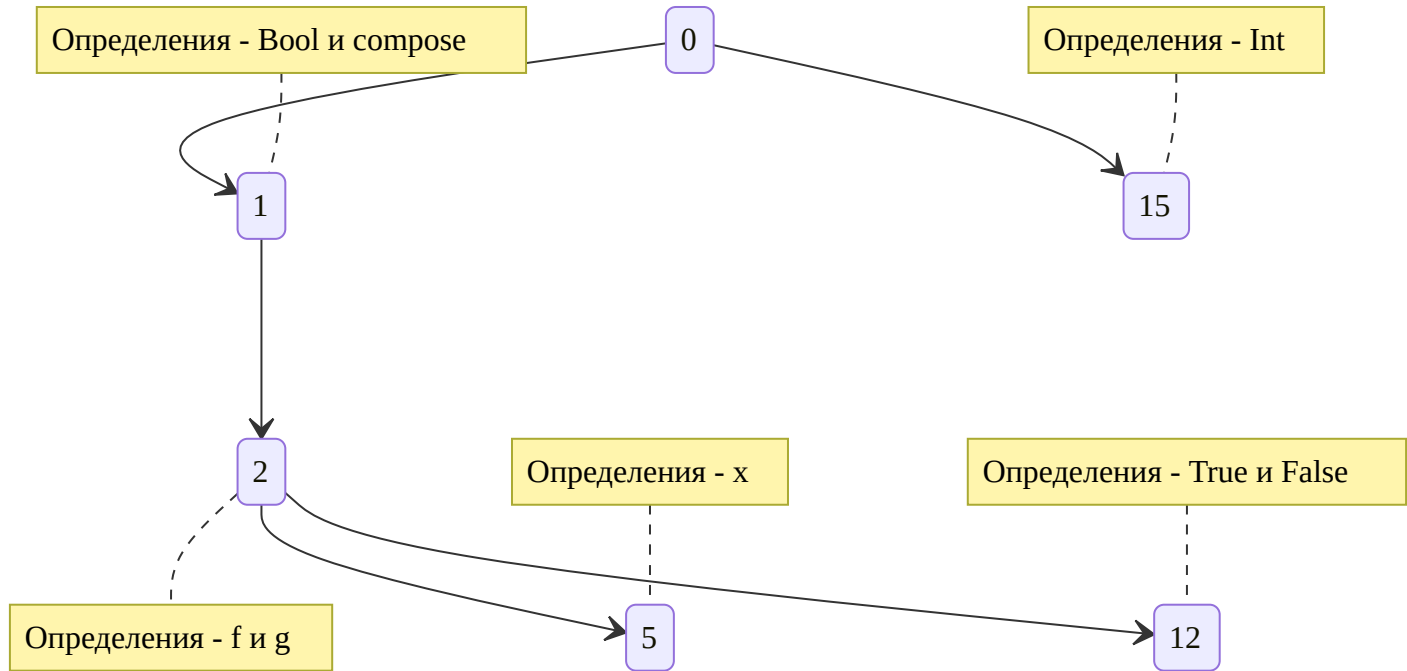 Определения - Bool и compose
0
Определения - Int
1
15
2
Определения - x
Определения - True и False
Определения - f и g
5
12